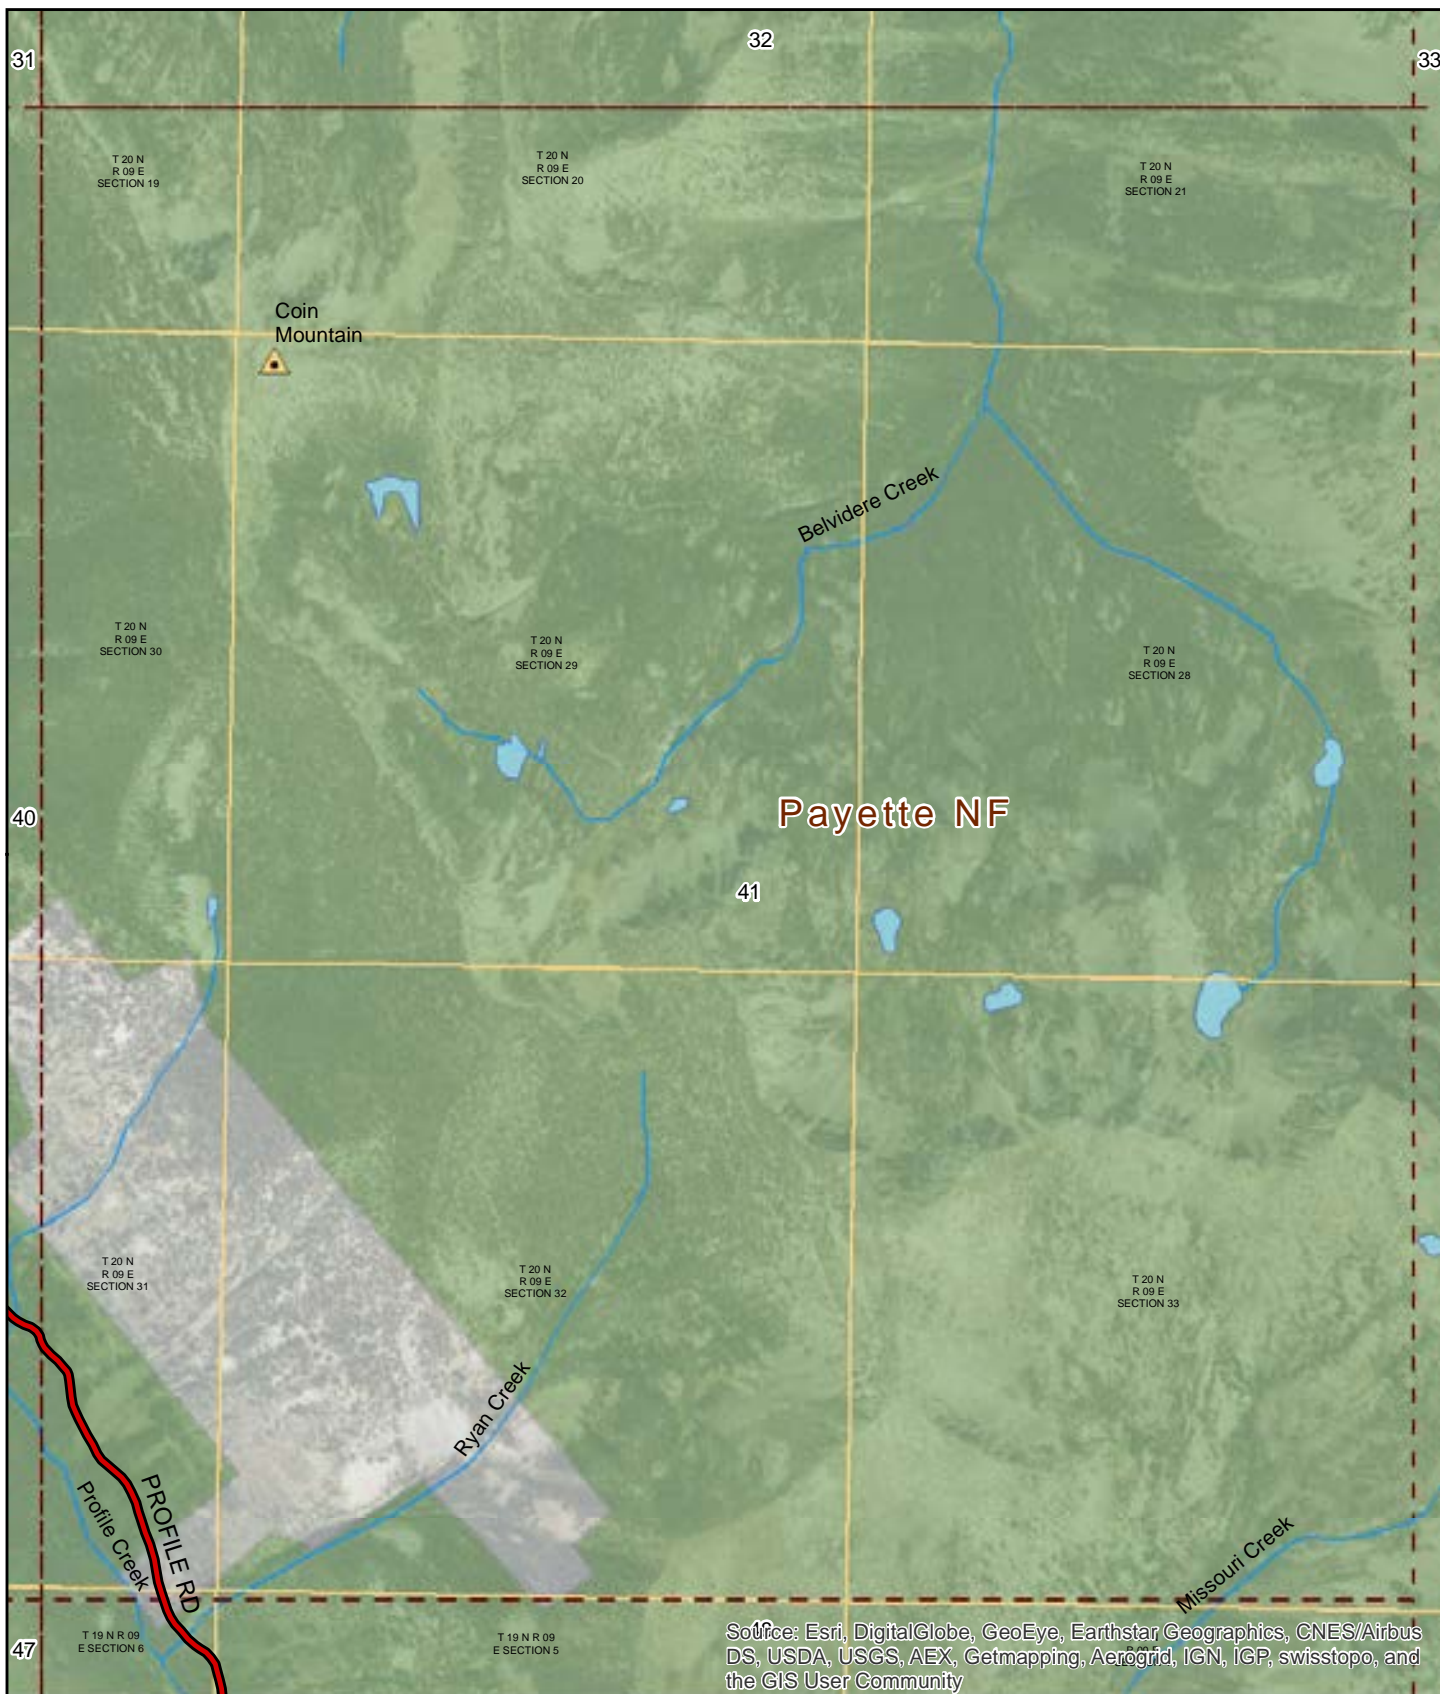 32
31
33
T 20 N
R 09 E
SECTION 19
T 20 N
R 09 E
SECTION 20
T 20 N
R 09 E
SECTION 21
Coin
Mountain
Belvidere Creek
T 20 N
R 09 E
SECTION 30
T 20 N
R 09 E
SECTION 29
T 20 N
R 09 E
SECTION 28
Payette NF
40
41
T 20 N
R 09 E
SECTION 31
T 20 N
R 09 E
SECTION 32
T 20 N
R 09 E
SECTION 33
Ryan Creek
Profile Creek
PROFILE RD
Missouri Creek
T 19 N R 09
E SECTION 6
T 19 N R 09
E SECTION 5
47
Source: Esri, DigitalGlobe, GeoEye, Earthstar Geographics, CNES/Airbus
DS, USDA, USGS, AEX, Getmapping, Aerogrid, IGN, IGP, swisstopo, and
the GIS User Community